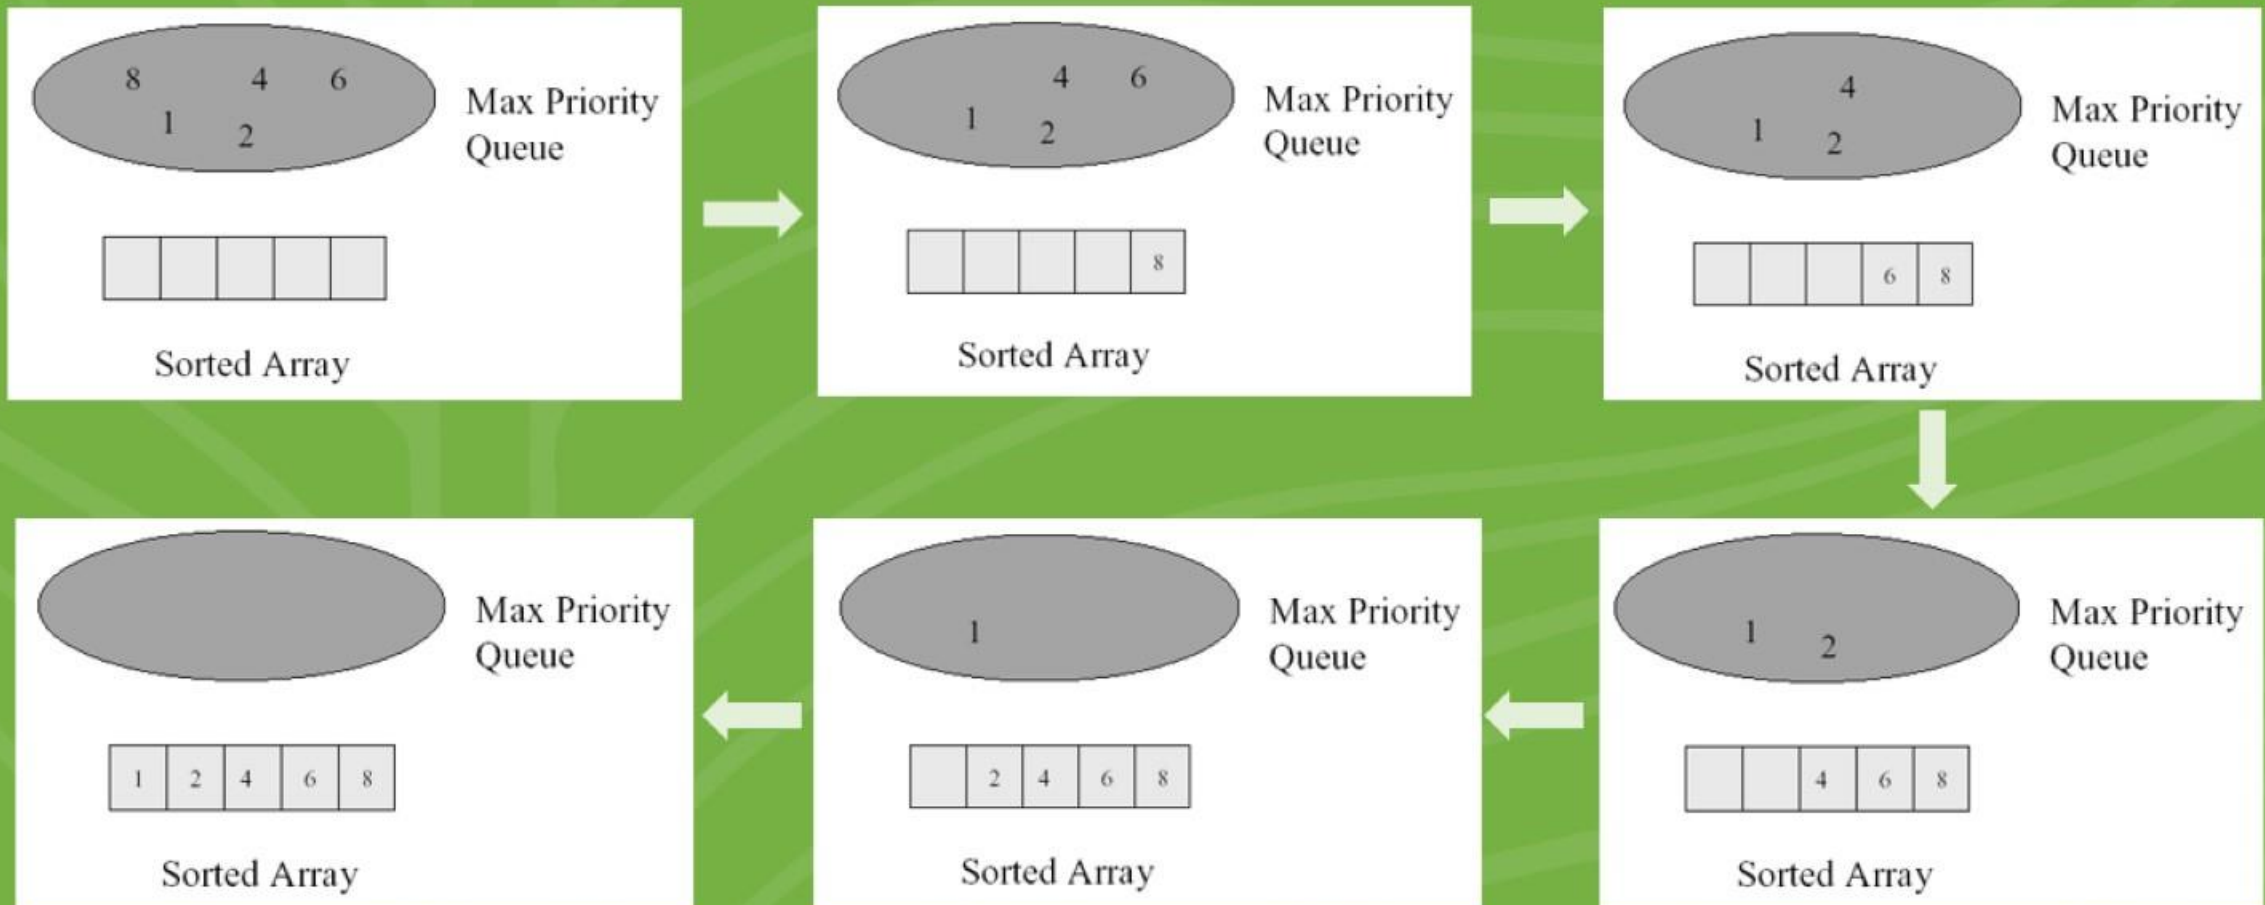 8 4 6
1 2
Max Priority
Queue
Sorted Array
4 6
1 2
Max Priority
Queue
8
Sorted Array
4
1 2
Max Priority
Queue
6 8
Sorted Array
1 2
Max Priority
Queue
4 6 8
Sorted Array
1
Max Priority
Queue
2 4 6 8
Sorted Array
Max Priority
Queue
1 2 4 6 8
Sorted Array